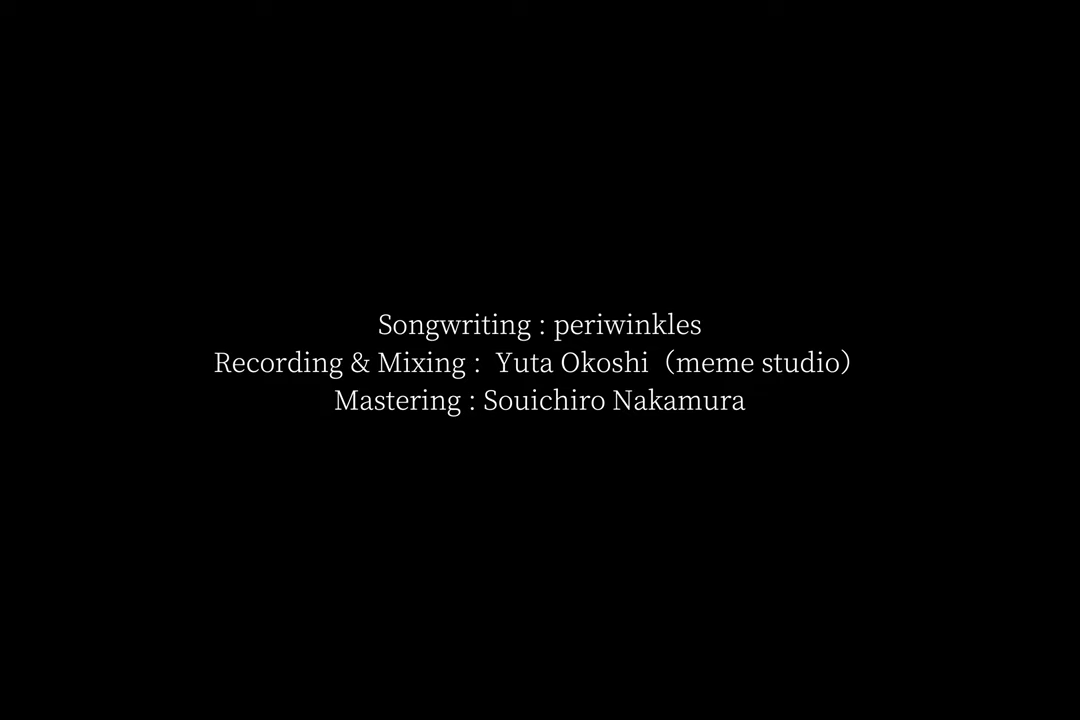 Songwriting : periwinkles
Recording & Mixing :  Yuta Okoshi（meme studio）
Mastering : Souichiro Nakamura